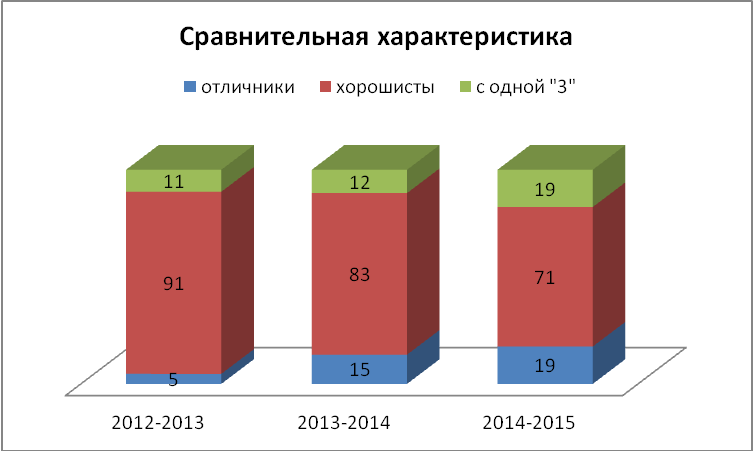 Сравнительная характеристика
отличники хорошисты с одной "3"
11 12 19
91 83 71
5 15 19
2012-2013 2013-2014 2014-2015